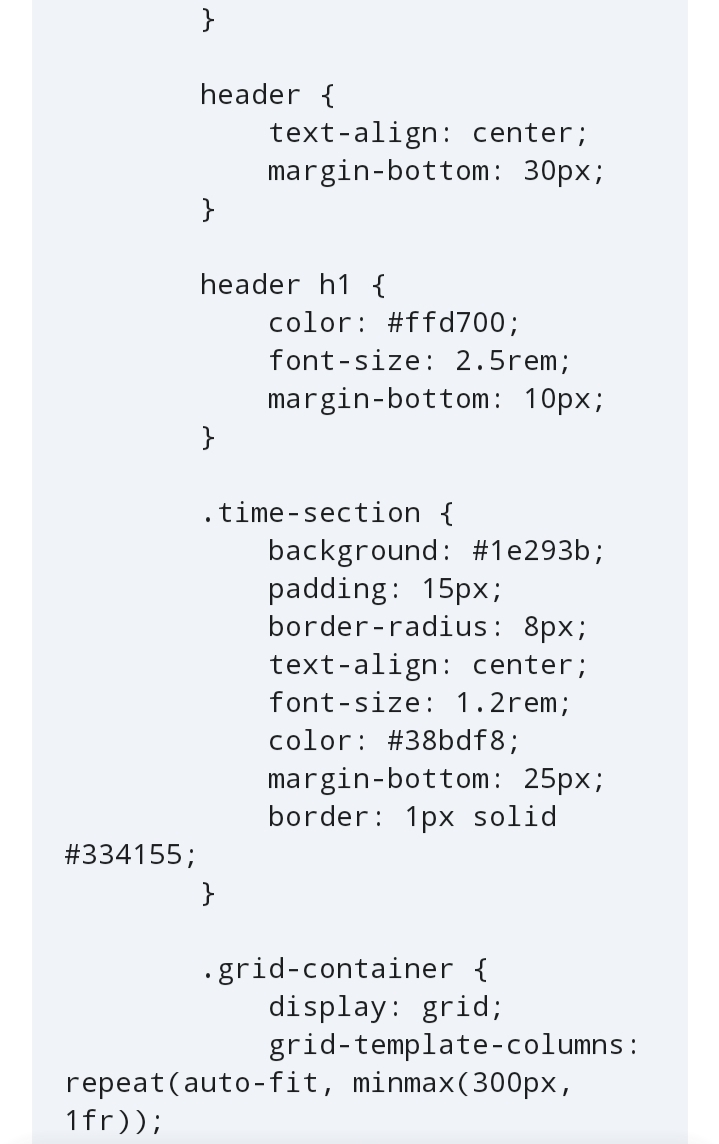 }
header {
text-align: center;
margin-bottom: 30px;
}
header h1 {
color: #ffd700;
font-size: 2.5rem;
margin-bottom: 10px;
}
.time-section {
background: #1e293b;
padding: 15px;
border-radius: 8px;
text-align: center;
font-size: 1.2rem;
color: #38bdf8;
margin-bottom: 25px;
border: 1px solid
#334155;
}
.grid-container {
display: grid;
grid-template-columns:
repeat(auto-fit, minmax(300px,
1fr));